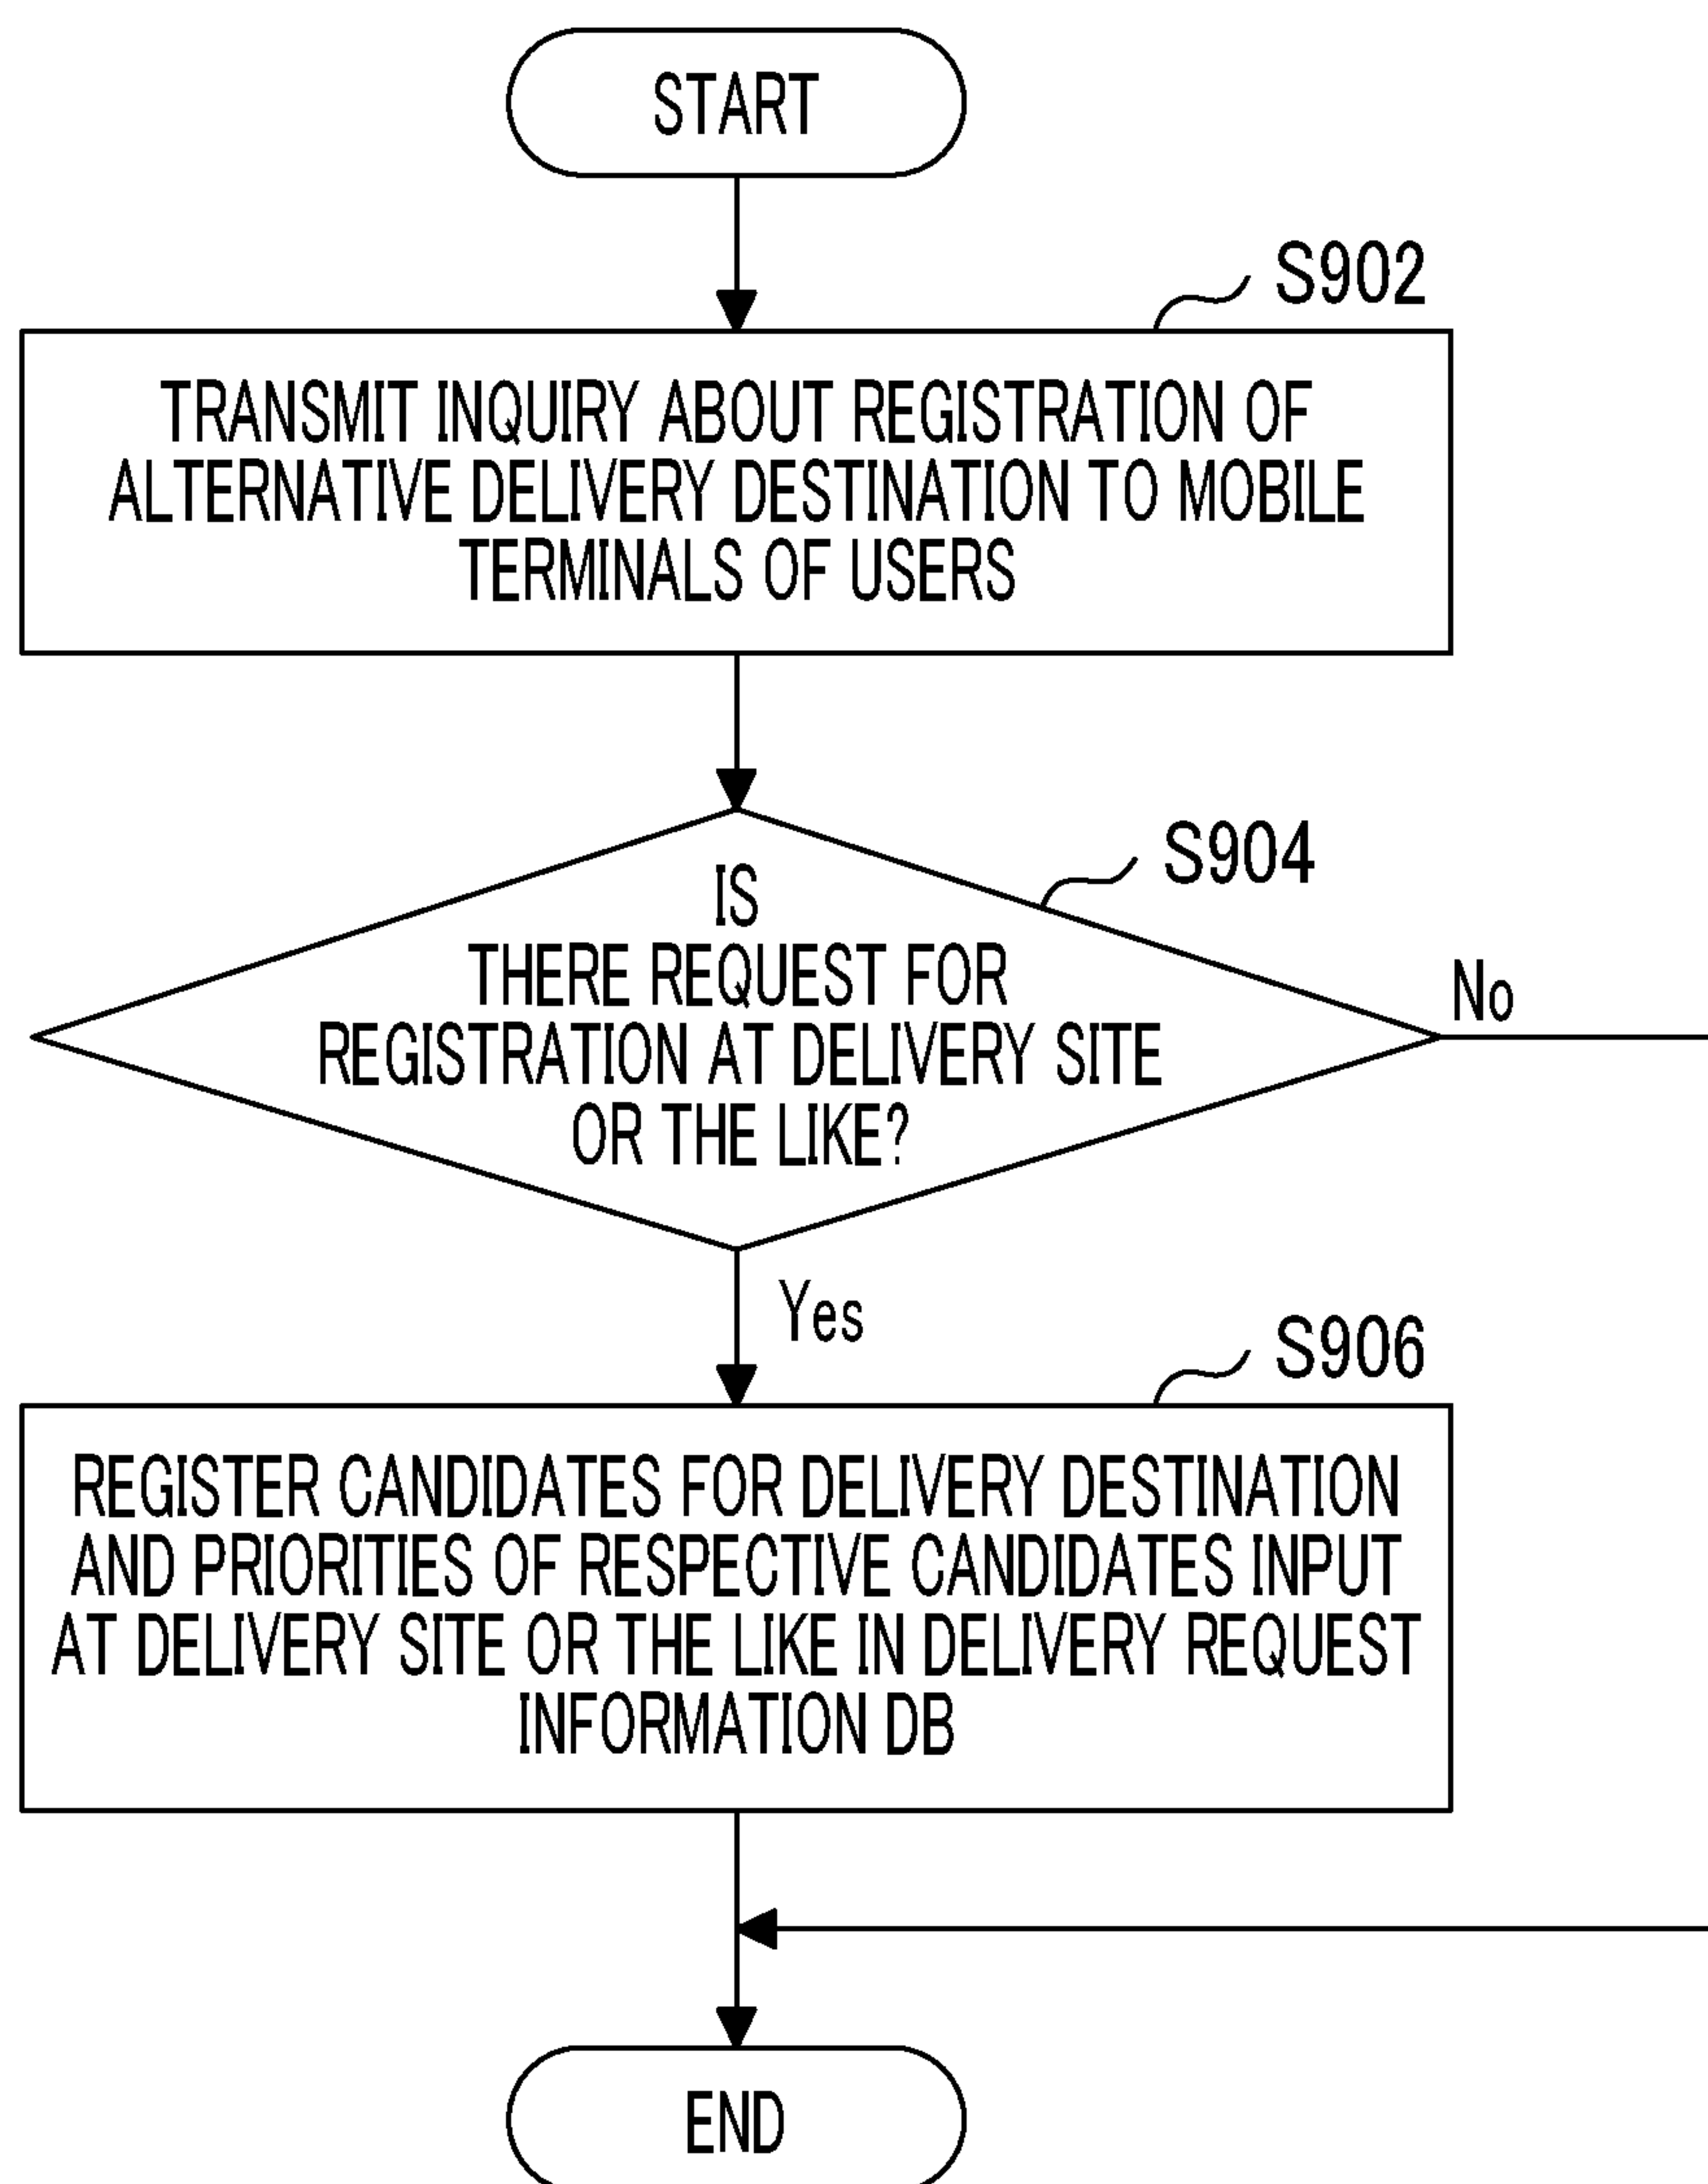 START
S902
TRANSMIT INQUIRY ABOUT REGISTRATION OF
ALTERNATIVE DELIVERY DESTINATION TO MOBILE
TERMINALS OF USERS
S904
IS
THERE REQUEST FOR
REGISTRATION AT DELIVERY SITE
OR THE LIKE?
No
Yes
S906
REGISTER CANDIDATES FOR DELIVERY DESTINATION
AND PRIORITIES OF RESPECTIVE CANDIDATES INPUT
AT DELIVERY SITE OR THE LIKE IN DELIVERY REQUEST
INFORMATION DB
END